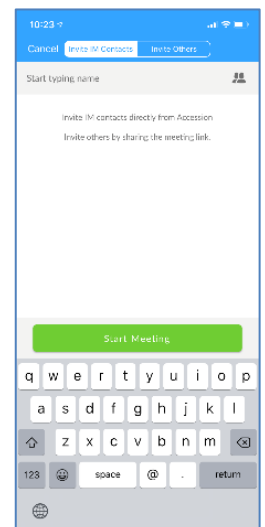 10:23
Cancel Invite IM Contacts Invite Others
Start typing name
Invite IM contacts directly from Accession
Invite others by sharing the meeting link.
Start Meeting
q w e r t y u i o p
a s d f g h j k l
z x c v b n m
123 space @ . return